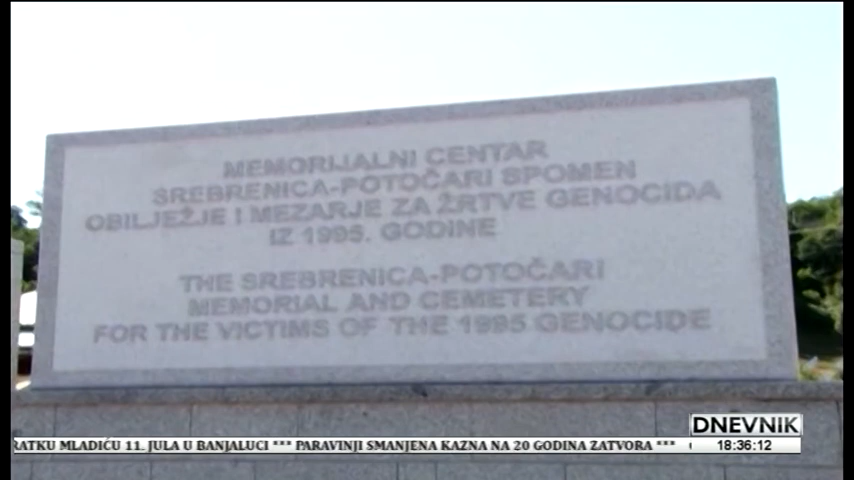 MEMORIJALNI CENTAR
SREBRENICA-POTOČARI SPOMEN
OBILJEŽJE I MEZARJE ZA ŽRTVE GENOCIDA
IZ 1995. GODINE
THE SREBRENICA-POTOČARI
MEMORIAL AND CEMETERY
FOR THE VICTIMS OF THE 1995 GENOCIDE
DNEVNIK
RATKU MLADIĆU 11. JULA U BANJALUCI *** PARAVINJI SMANJENA KAZNA NA 20 GODINA ZATVORA ***
18:36:12